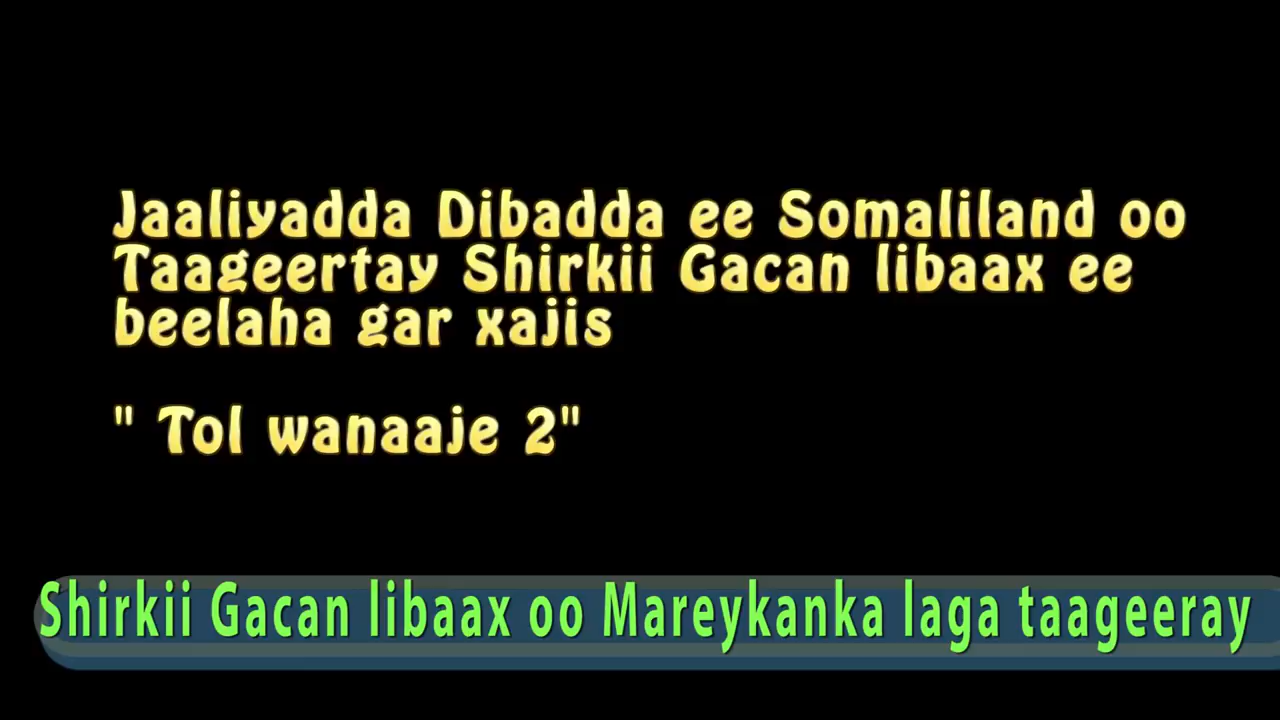 Jaaliyadda Dibadda ee Somaliland oo
Taageertay Shirkii Gacan libaax ee
beelaha gar xajis
" Tol wanaaje 2"
Shirkii Gacan libaax oo Mareykanka laga taageeray